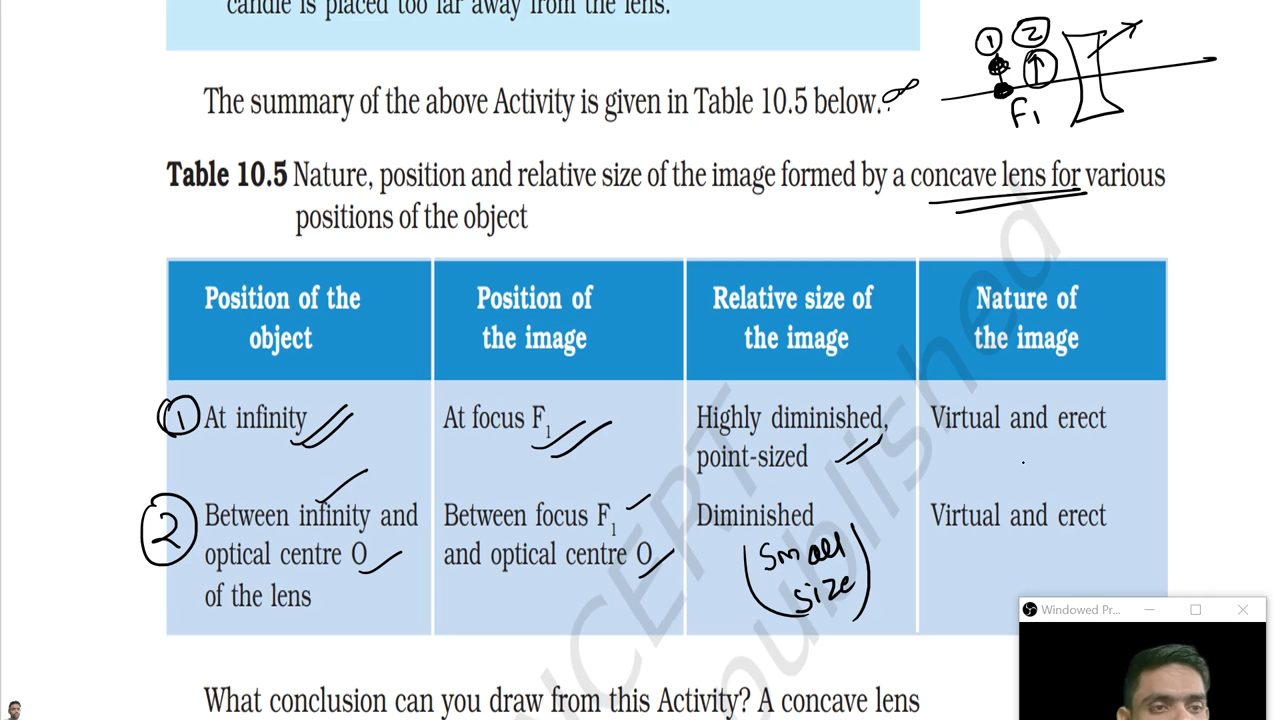 candle is placed too far away from the lens.
1 2
F1
The summary of the above Activity is given in Table 10.5 below. ∞
Table 10.5 Nature, position and relative size of the image formed by a concave lens for various
positions of the object
Position of the object
Position of the image
Relative size of the image
Nature of the image
1 At infinity
At focus F1
Highly diminished,
point-sized
Virtual and erect
2 Between infinity and
optical centre O
of the lens
Between focus F1
and optical centre O
Diminished
(small
size)
Virtual and erect
Windowed Pr...
What conclusion can you draw from this Activity? A concave lens